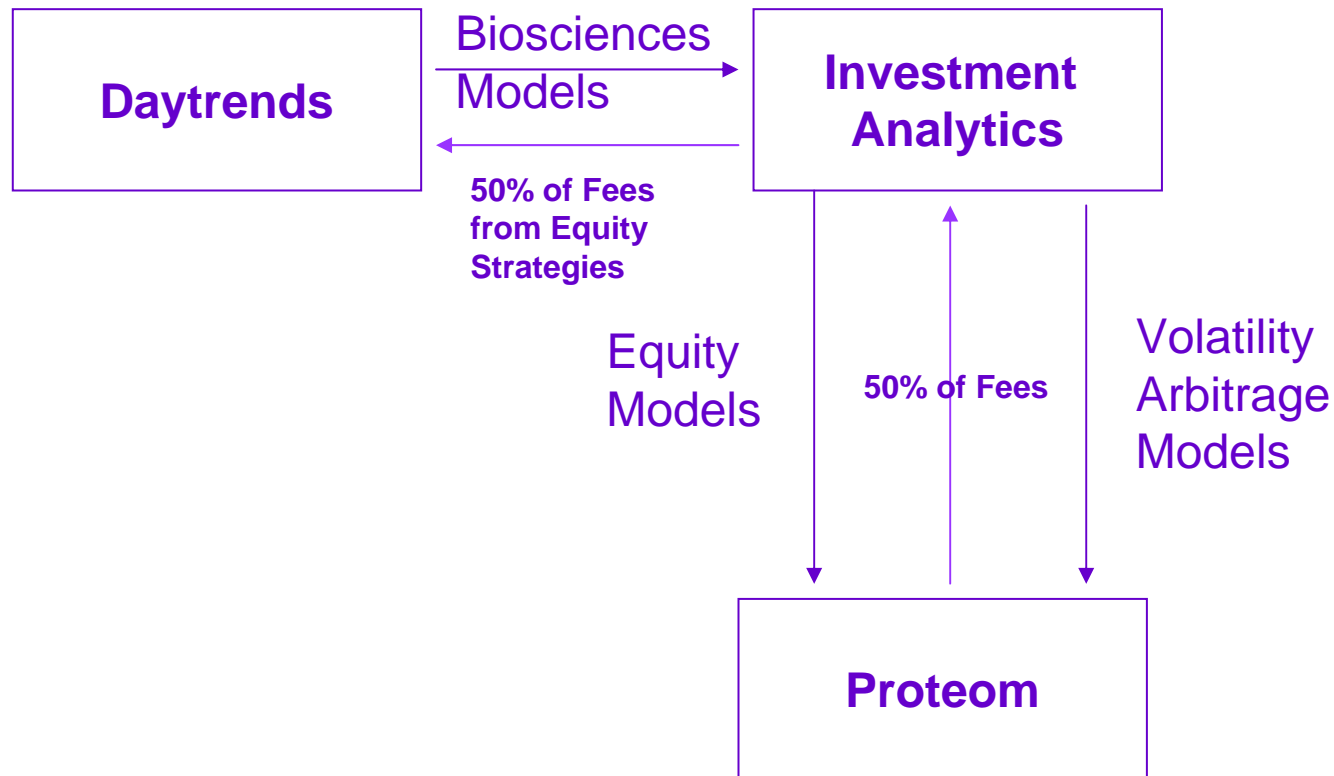 Daytrends
Biosciences
Models
Investment
Analytics
50% of Fees
from Equity
Strategies
Equity
Models
50% of Fees
Volatility
Arbitrage
Models
Proteom